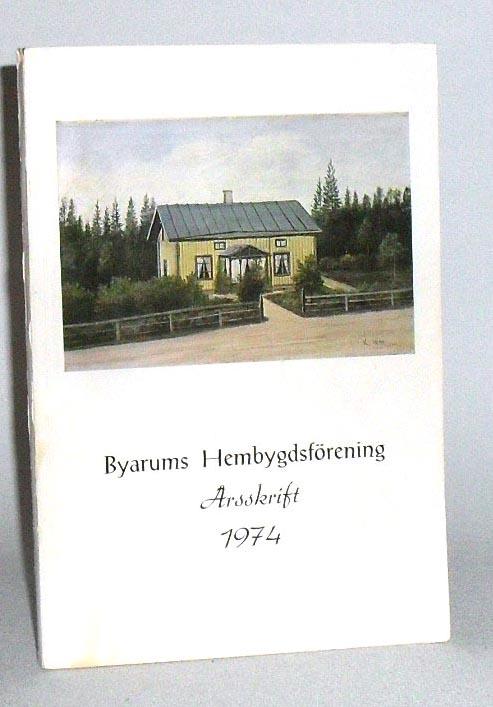 Byarums Hembygdsförening
Årsskrift
1974